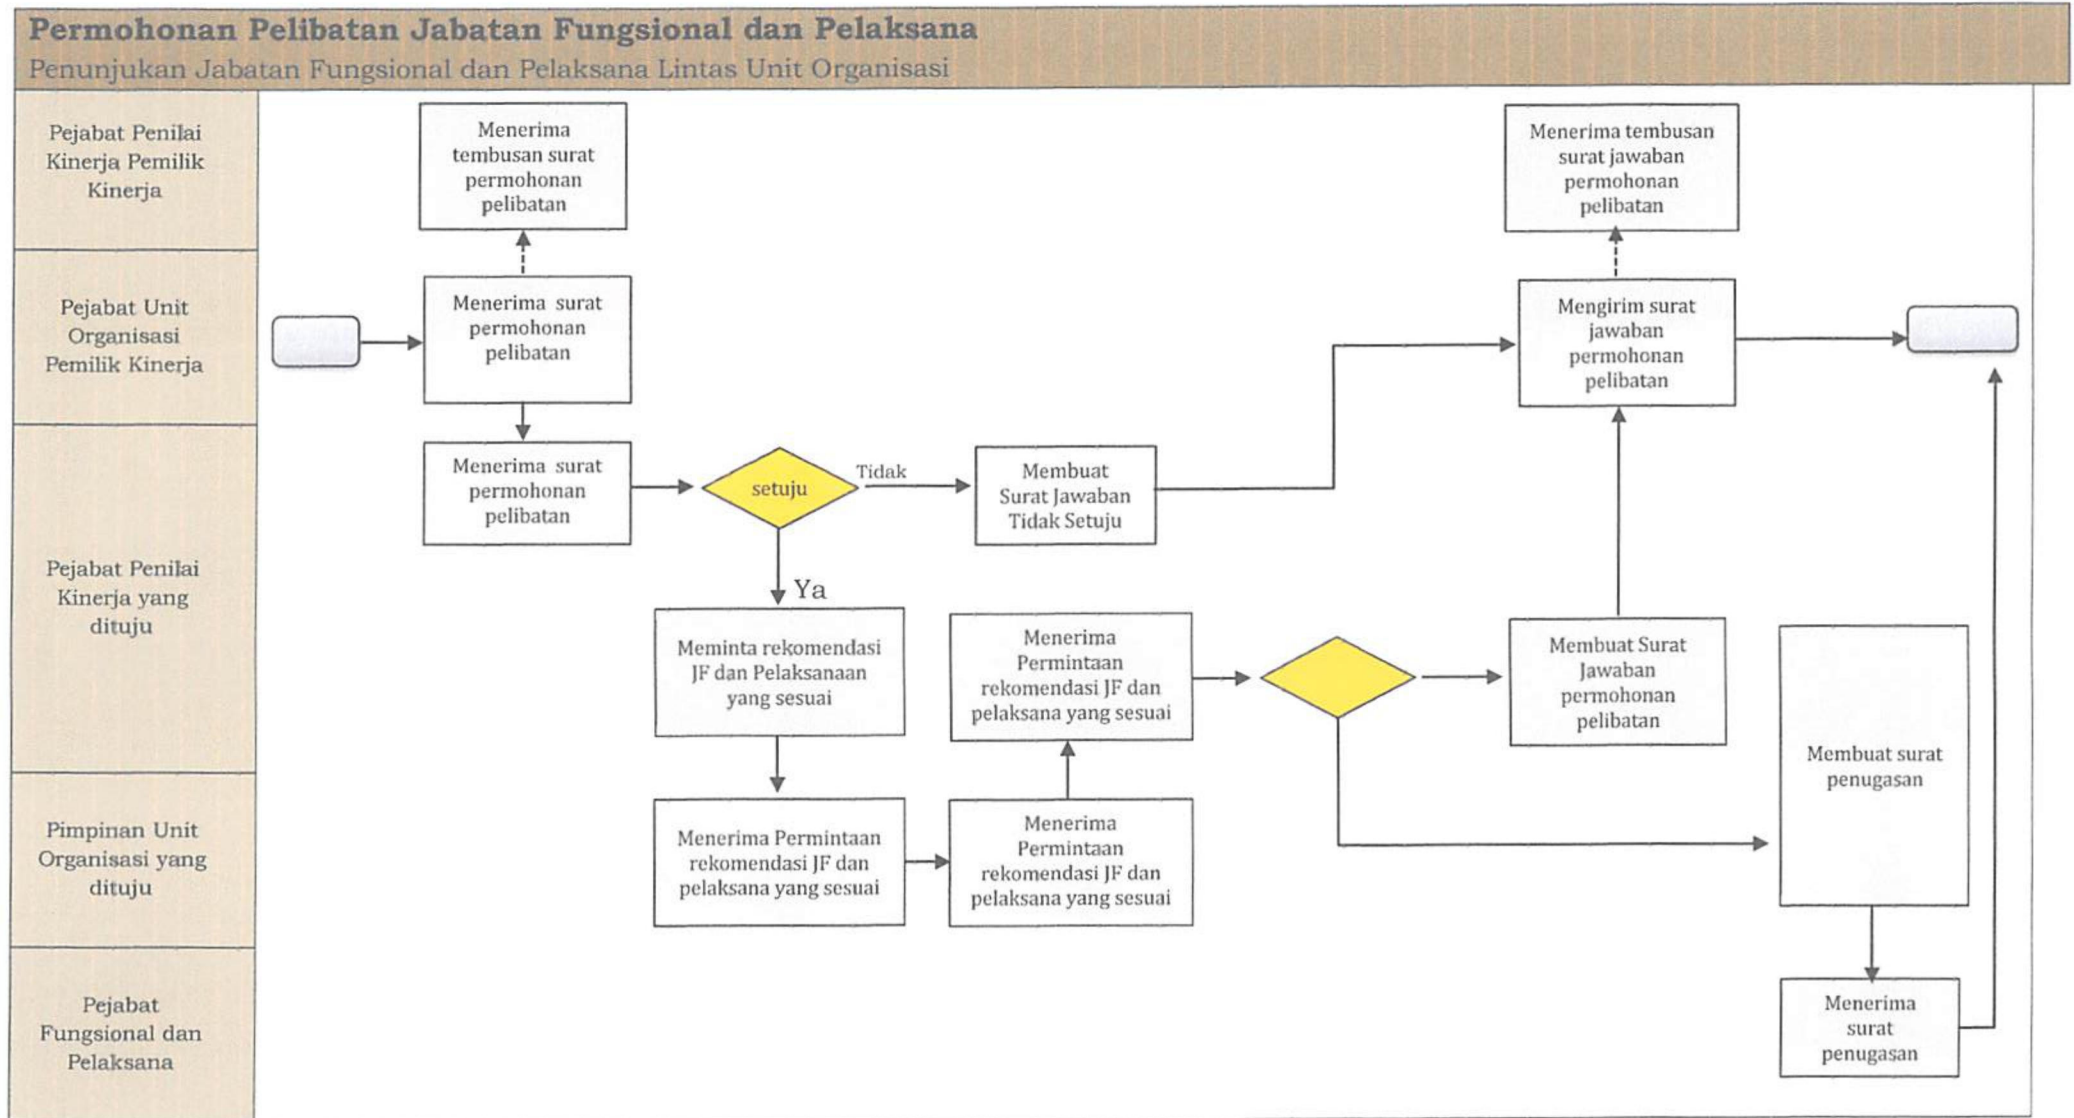 Permohonan Pelibatan Jabatan Fungsional dan Pelaksana
Penunjukan Jabatan Fungsional dan Pelaksana Lintas Unit Organisasi
Pejabat Penilai
Kinerja Pemilik
Kinerja
Menerima
tembusan surat
permohonan
pelibatan
Menerima tembusan
surat jawaban
permohonan
pelibatan
Pejabat Unit
Organisasi
Pemilik Kinerja
Menerima surat
permohonan
pelibatan
Mengirim surat
jawaban
permohonan
pelibatan
Pejabat Penilai
Kinerja yang
dituju
Menerima surat
permohonan
pelibatan
setuju
Tidak
Membuat
Surat Jawaban
Tidak Setuju
Ya
Meminta rekomendasi
JF dan Pelaksanaan
yang sesuai
Menerima
Permintaan
rekomendasi JF dan
pelaksana yang sesuai
Membuat Surat
Jawaban
permohonan
pelibatan
Membuat surat
penugasan
Pimpinan Unit
Organisasi yang
dituju
Menerima Permintaan
rekomendasi JF dan
pelaksana yang sesuai
Menerima
Permintaan
rekomendasi JF dan
pelaksana yang sesuai
Pejabat
Fungsional dan
Pelaksana
Menerima
surat
penugasan